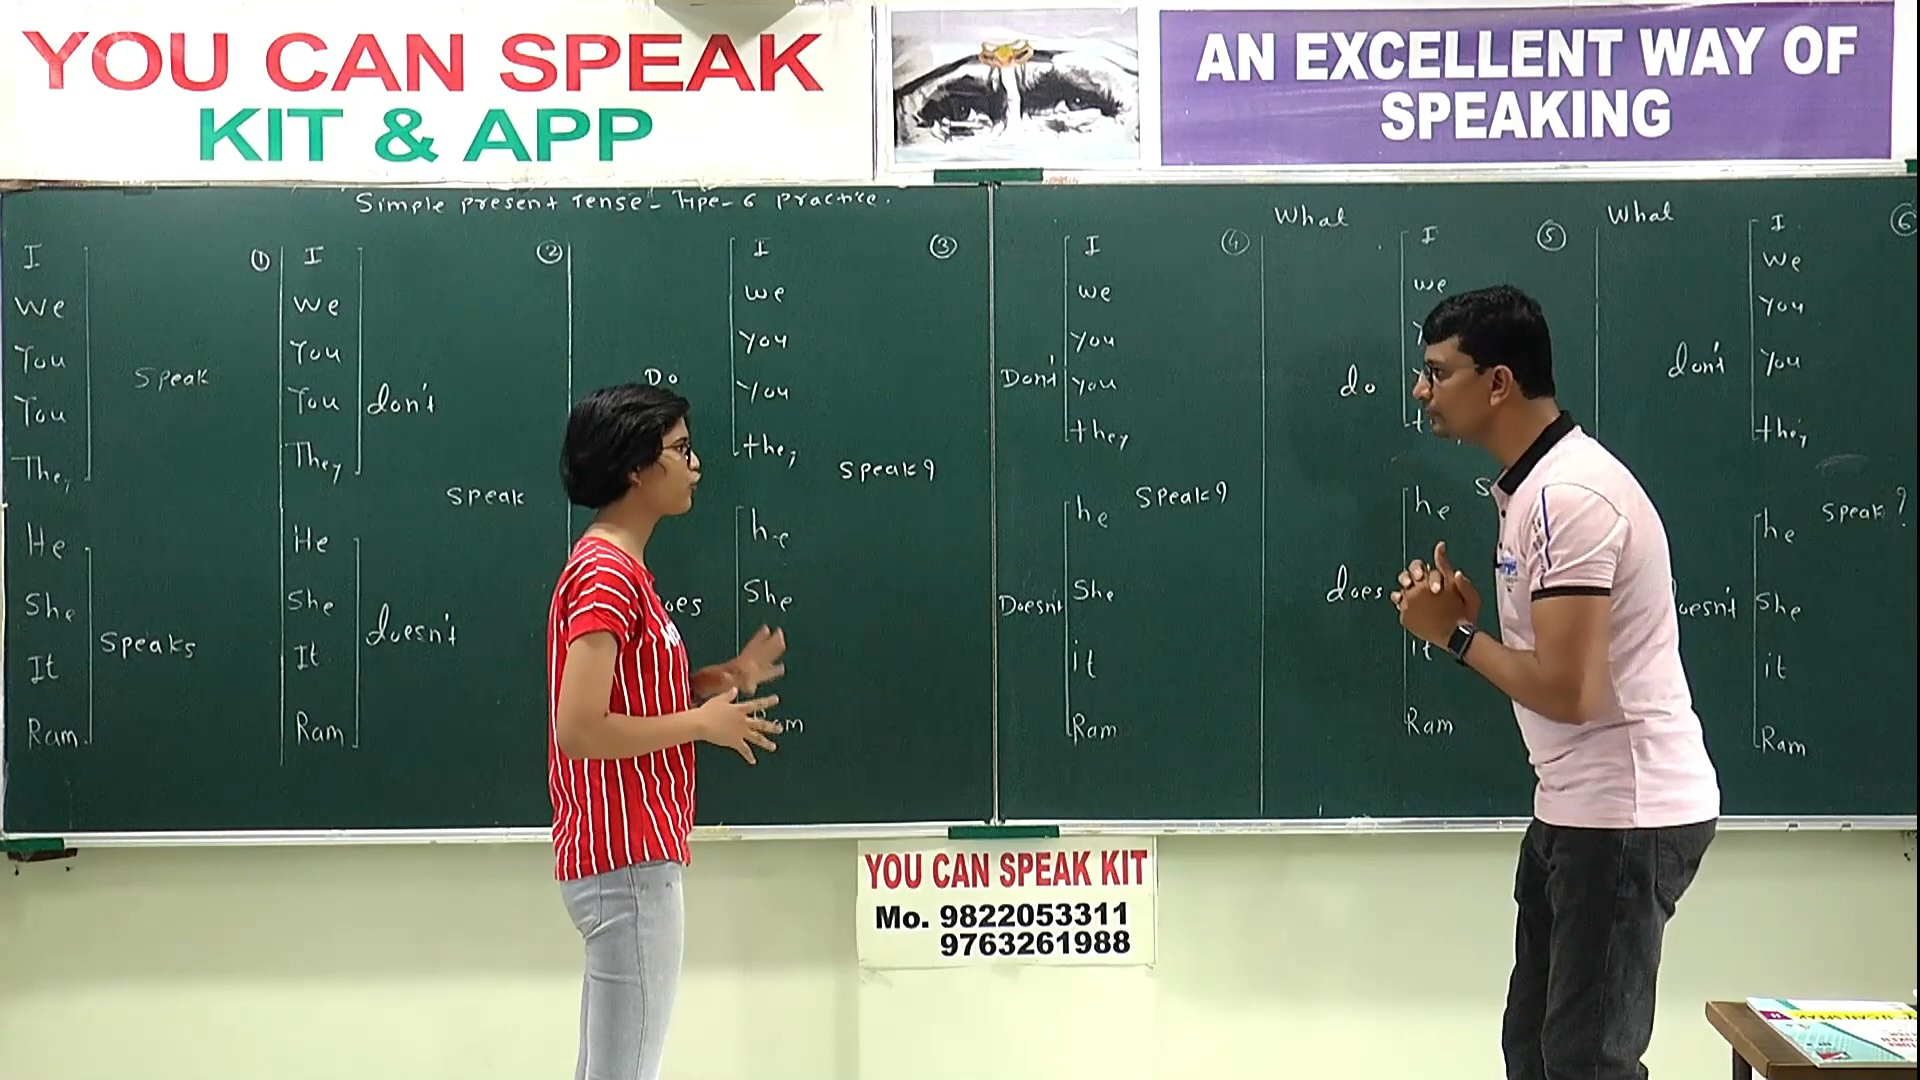 YOU CAN SPEAK
KIT & APP
AN EXCELLENT WAY OF
SPEAKING
Simple present Tense - Type - 6 Practice.
①
I
We
You
You
They
Speak
He
She
It
Ram
Speaks
②
I
We
You
You
They
don't
He
She
It
Ram
doesn't
Speak
③
Do
I
we
you
you
they
he
She
Speak?
④
Don't
I
we
you
you
they
Doesn't
he
She
it
Ram
Speak?
⑤
What
do
I
we
does
he
it
Ram
⑥
What
don't
I
We
you
you
they
he
She
it
Ram
Speak?
YOU CAN SPEAK KIT
Mo. 9822053311
9763261988